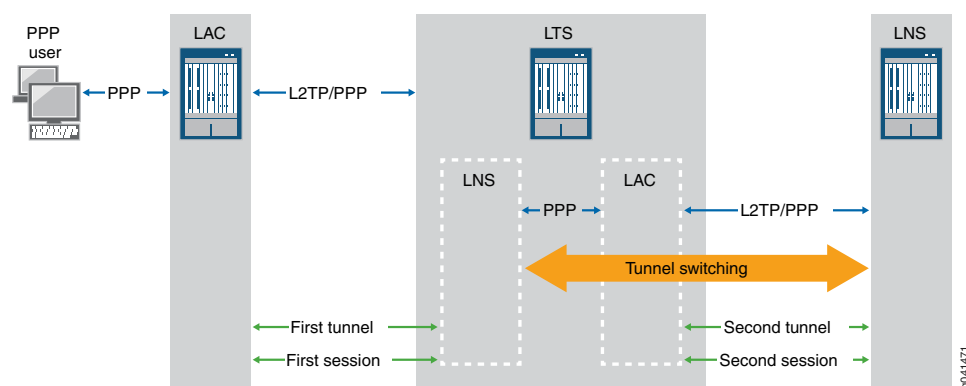 PPP
user
LAC
LTS
LNS
PPP
L2TP/PPP
LNS
LAC
PPP
L2TP/PPP
Tunnel switching
First tunnel
Second tunnel
First session
Second session
g041471